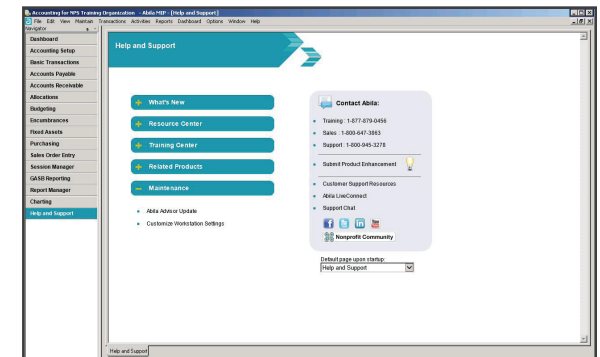 Accounting for NPS Training Organization - Abila MIP - [Help and Support]
File Edit View Maintain Transactions Activities Reports Dashboard Options Window Help
Navigator
Dashboard
Accounting Setup
Basic Transactions
Accounts Payable
Accounts Receivable
Allocations
Budgeting
Encumbrances
Fixed Assets
Purchasing
Sales Order Entry
Session Manager
GASB Reporting
Report Manager
Charting
Help and Support
Help and Support
What's New
Resource Center
Training Center
Related Products
Maintenance
Abila Advisor Update
Customize Workstation Settings
Contact Abila:
Training : 1-877-879-0456
Sales : 1-800-647-3863
Support : 1-800-945-3278
Submit Product Enhancement
Customer Support Resources
Abila LiveConnect
Support Chat
Nonprofit Community
Default page upon startup:
Help and Support
Help and Support